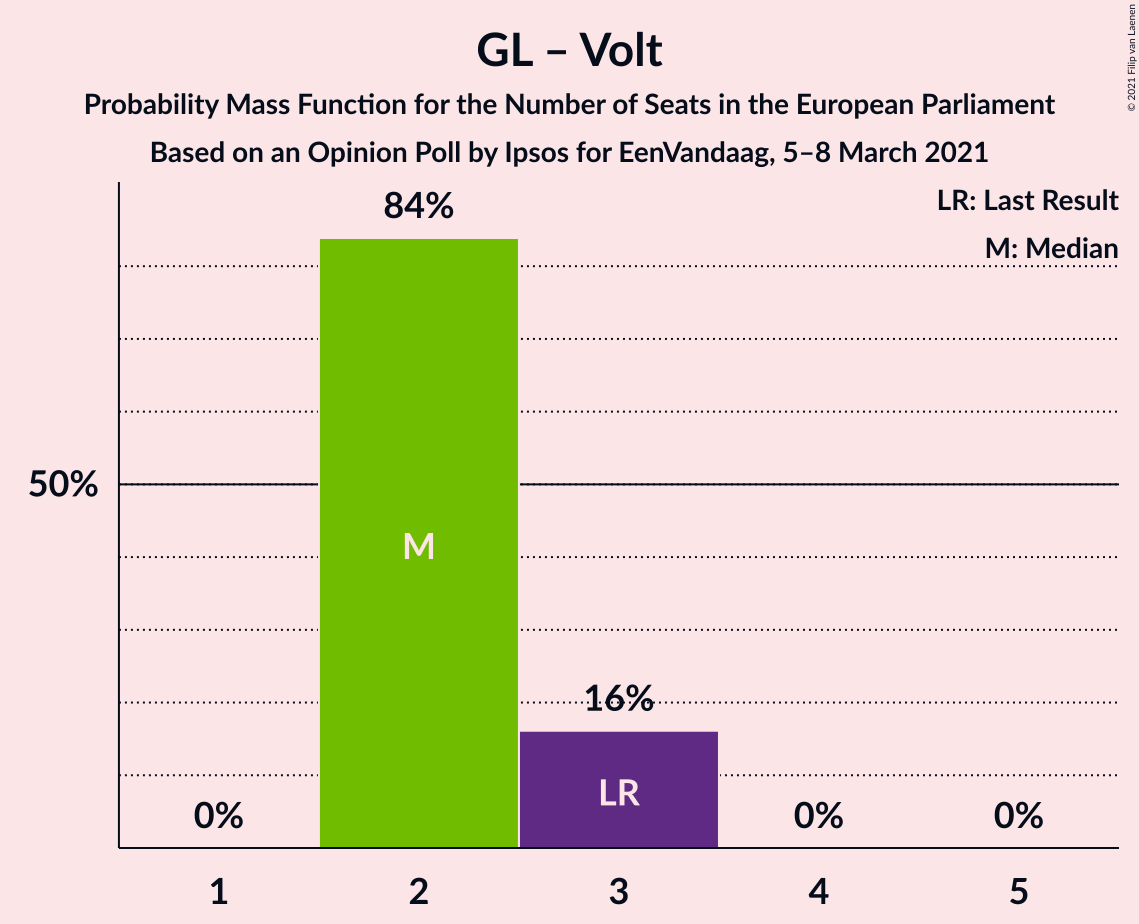 GL – Volt
Probability Mass Function for the Number of Seats in the European Parliament
Based on an Opinion Poll by Ipsos for EenVandaag, 5–8 March 2021
© 2021 Filip van Laenen
LR: Last Result
M: Median
84%
50%
M
16%
LR
0%
0%
0%
1
2
3
4
5